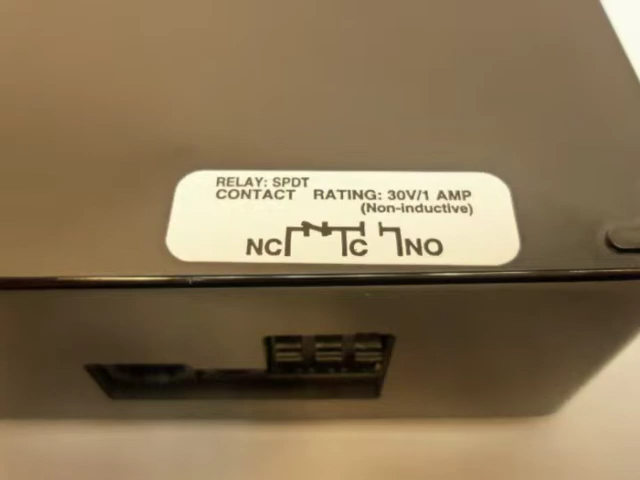 RELAY: SPDT
CONTACT RATING: 30V/1 AMP
(Non-inductive)
NC C NO